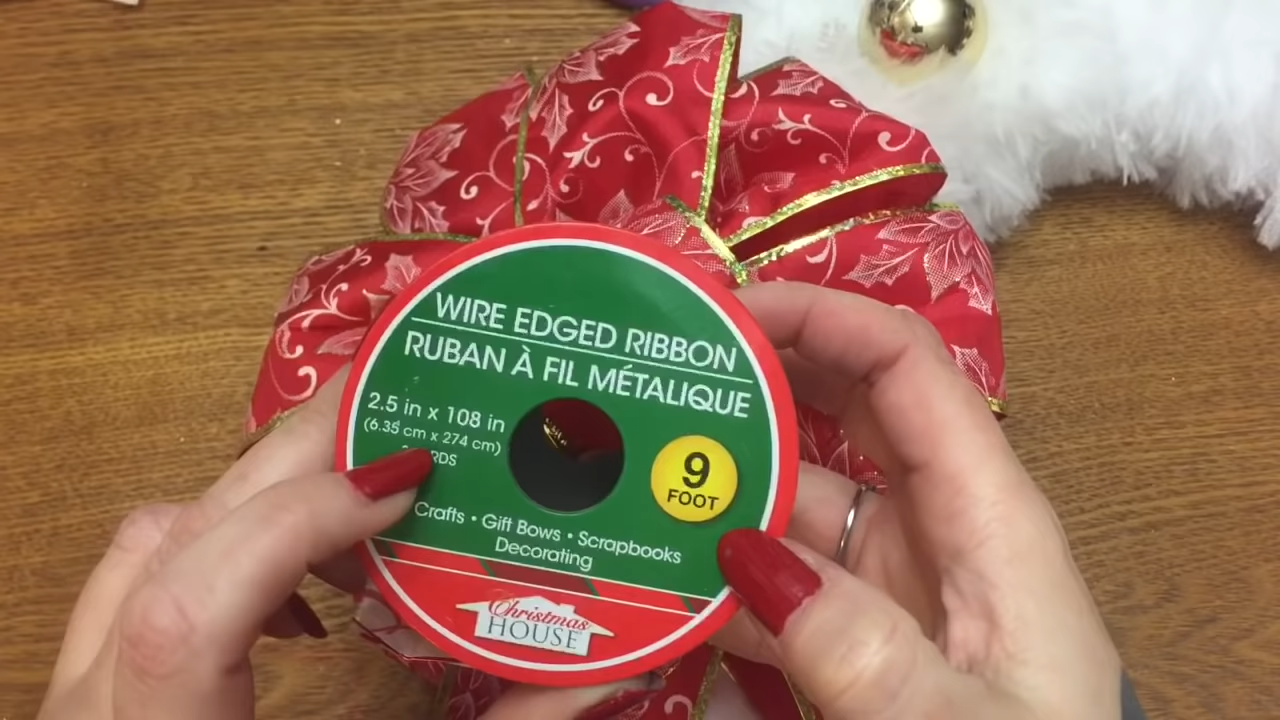 WIRE EDGED RIBBON
RUBAN À FIL MÉTALIQUE
2.5 in x 108 in
(6.35 cm x 274 cm)
9
FOOT
Crafts • Gift Bows • Scrapbooks
Decorating
Christmas
HOUSE